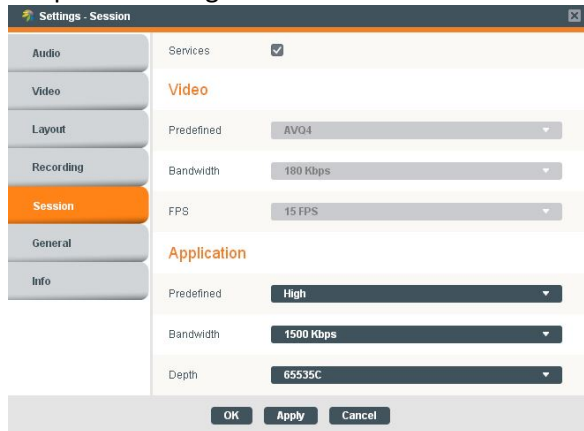 Settings - Session
Audio
Services
Video
Video
Layout
Predefined
AVQ4
Recording
Bandwidth
180 Kbps
Session
FPS
15 FPS
General
Application
Info
Predefined
High
Bandwidth
1500 Kbps
Depth
65535C
OK
Apply
Cancel